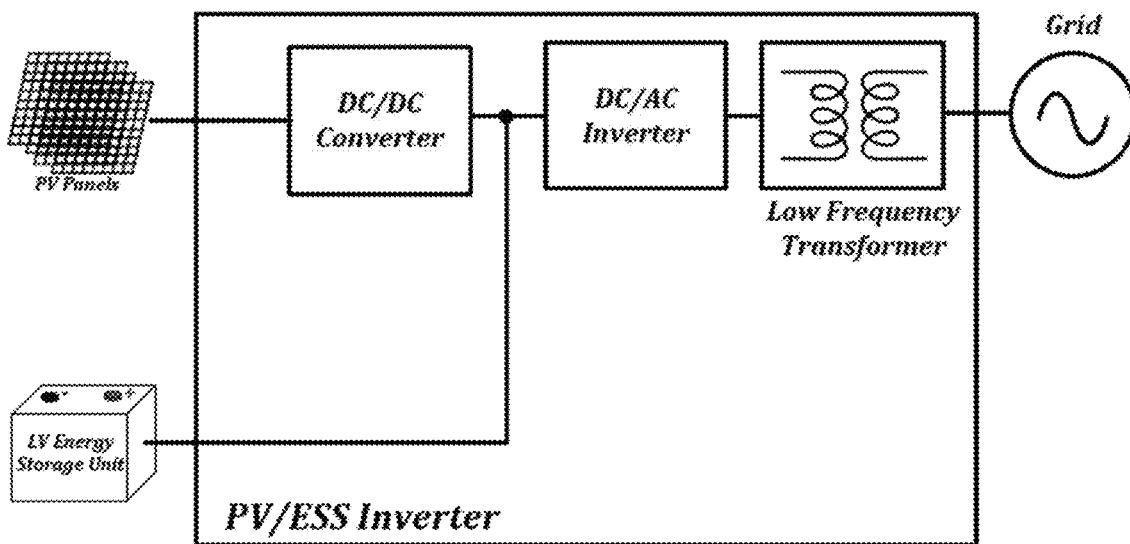 Grid
DC/DC
Converter
DC/AC
Inverter
PV Panels
Low Frequency
Transformer
- +
LV Energy
Storage Unit
PV/ESS Inverter